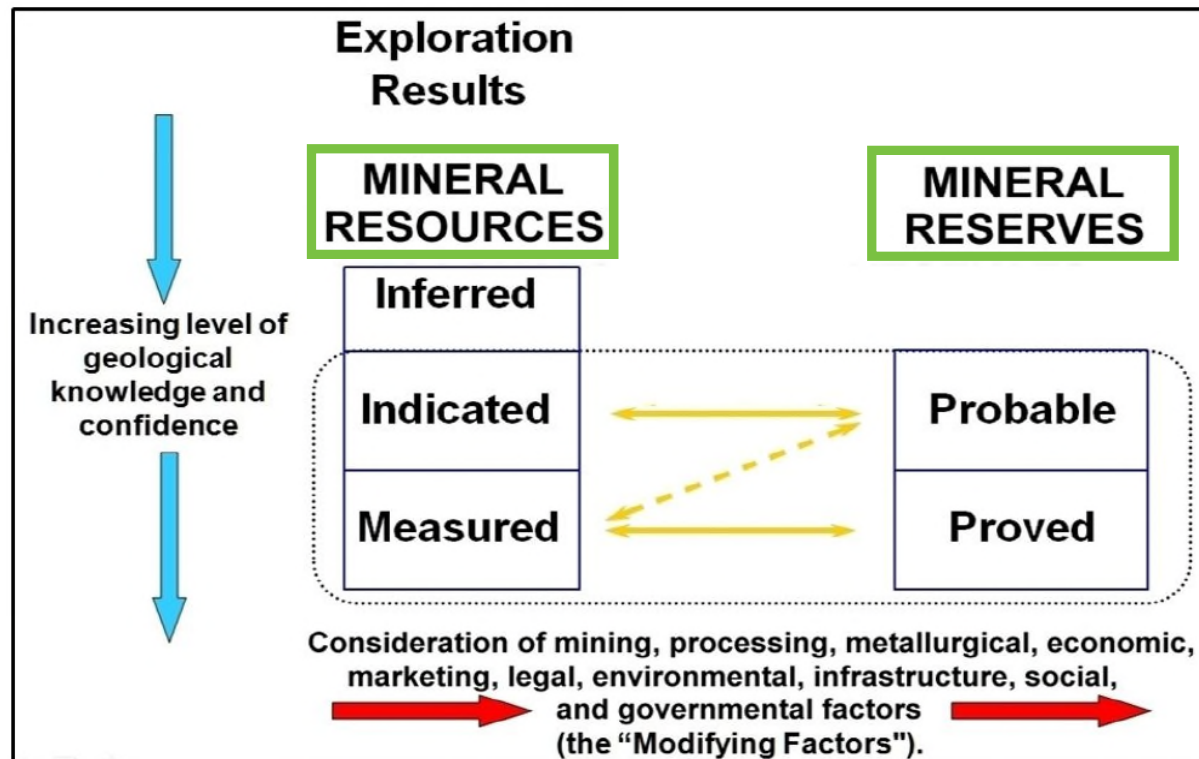 Exploration
Results
MINERAL
RESOURCES
MINERAL
RESERVES
Inferred
Increasing level of
geological
knowledge and
confidence
Indicated
Probable
Measured
Proved
Consideration of mining, processing, metallurgical, economic,
marketing, legal, environmental, infrastructure, social,
and governmental factors
(the “Modifying Factors").